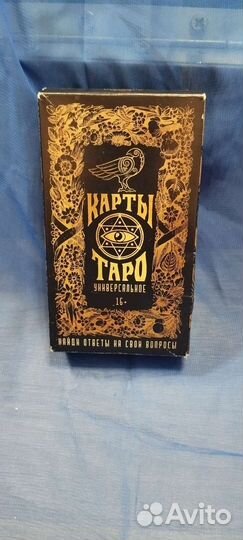 КАРТЫ
ТАРО
УНИВЕРСАЛЬНОЕ
16+
НАЙДИ ОТВЕТЫ НА СВОИ ВОПРОСЫ
Avito